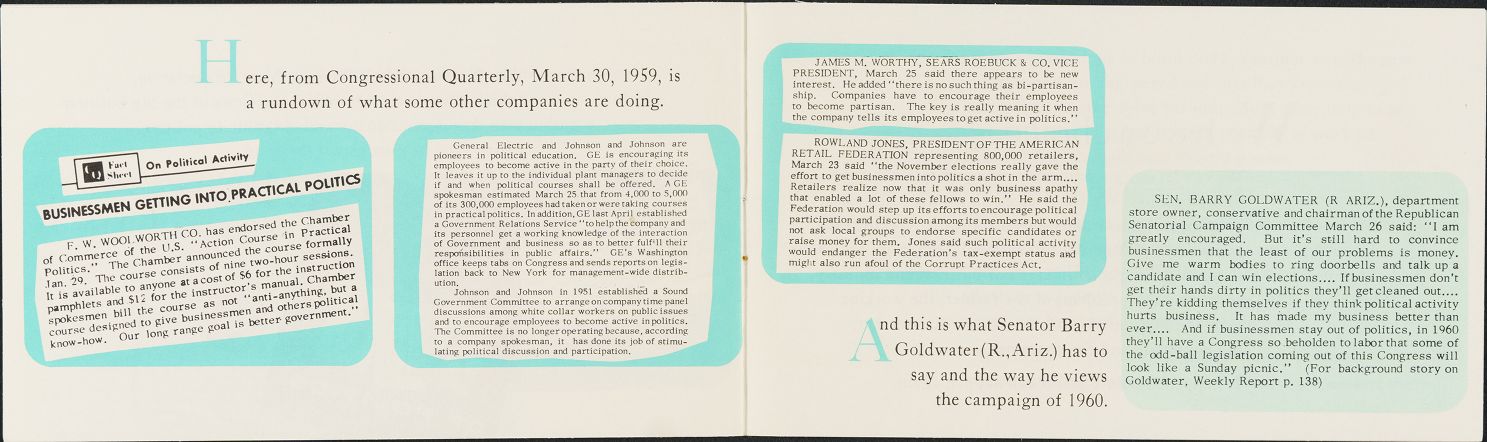 Here, from Congressional Quarterly, March 30, 1959, is
a rundown of what some other companies are doing.
CQ Fact Sheet On Political Activity
BUSINESSMEN GETTING INTO PRACTICAL POLITICS
F. W. WOOLWORTH CO. has endorsed the Chamber
of Commerce of the U.S. "Action Course in Practical
Politics." The Chamber announced the course formally
Jan. 29. The course consists of nine two-hour sessions.
It is available to anyone at a cost of $6 for the instruction
pamphlets and $12 for the instructor's manual. Chamber
spokesmen bill the course as not "anti-anything, but a
course designed to give businessmen and others political
know-how. Our long range goal is better government."
General Electric and Johnson and Johnson are
pioneers in political education. GE is encouraging its
employees to become active in the party of their choice.
It leaves it up to the individual plant managers to decide
if and when political courses shall be offered. A GE
spokesman estimated March 25 that from 4,000 to 5,000
of its 300,000 employees had taken or were taking courses
in practical politics. In addition, GE last April established
a Government Relations Service "to help the company and
its personnel get a working knowledge of the interaction
of Government and business so as to better fulfill their
responsibilities in public affairs." GE's Washington
office keeps tabs on Congress and sends reports on legis-
lation back to New York for management-wide distrib-
ution.
Johnson and Johnson in 1951 established a Sound
Government Committee to arrange on company time panel
discussions among white collar workers on public issues
and to encourage employees to become active in politics.
The Committee is no longer operating because, according
to a company spokesman, it has done its job of stimu-
lating political discussion and participation.
JAMES M. WORTHY, SEARS ROEBUCK & CO. VICE
PRESIDENT, March 25 said there appears to be new
interest. He added "there is no such thing as bi-partisan-
ship. Companies have to encourage their employees
to become partisan. The key is really meaning it when
the company tells its employees to get active in politics."
ROWLAND JONES, PRESIDENT OF THE AMERICAN
RETAIL FEDERATION representing 800,000 retailers,
March 23 said "the November elections really gave the
effort to get businessmen into politics a shot in the arm....
Retailers realize now that it was only business apathy
that enabled a lot of these fellows to win." He said the
Federation would step up its efforts to encourage political
participation and discussion among its members but would
not ask local groups to endorse specific candidates or
raise money for them. Jones said such political activity
would endanger the Federation's tax-exempt status and
might also run afoul of the Corrupt Practices Act.
And this is what Senator Barry
Goldwater (R., Ariz.) has to
say and the way he views
the campaign of 1960.
SEN. BARRY GOLDWATER (R ARIZ.), department
store owner, conservative and chairman of the Republican
Senatorial Campaign Committee March 26 said: "I am
greatly encouraged. But it's still hard to convince
businessmen that the least of our problems is money.
Give me warm bodies to ring doorbells and talk up a
candidate and I can win elections.... If businessmen don't
get their hands dirty in politics they'll get cleaned out....
They're kidding themselves if they think political activity
hurts business. It has made my business better than
ever.... And if businessmen stay out of politics, in 1960
they'll have a Congress so beholden to labor that some of
the odd-ball legislation coming out of this Congress will
look like a Sunday picnic." (For background story on
Goldwater, Weekly Report p. 138)